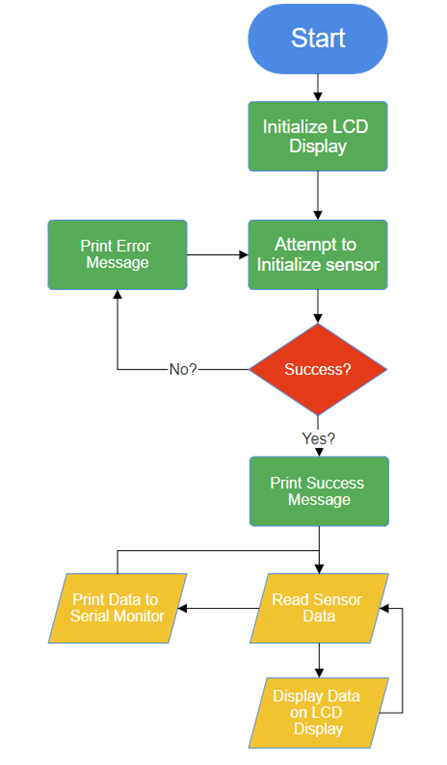 Start
Initialize LCD
Display
Print Error
Message
Attempt to
Initialize sensor
No?
Success?
Yes?
Print Success
Message
Print Data to
Serial Monitor
Read Sensor
Data
Display Data
on LCD
Display